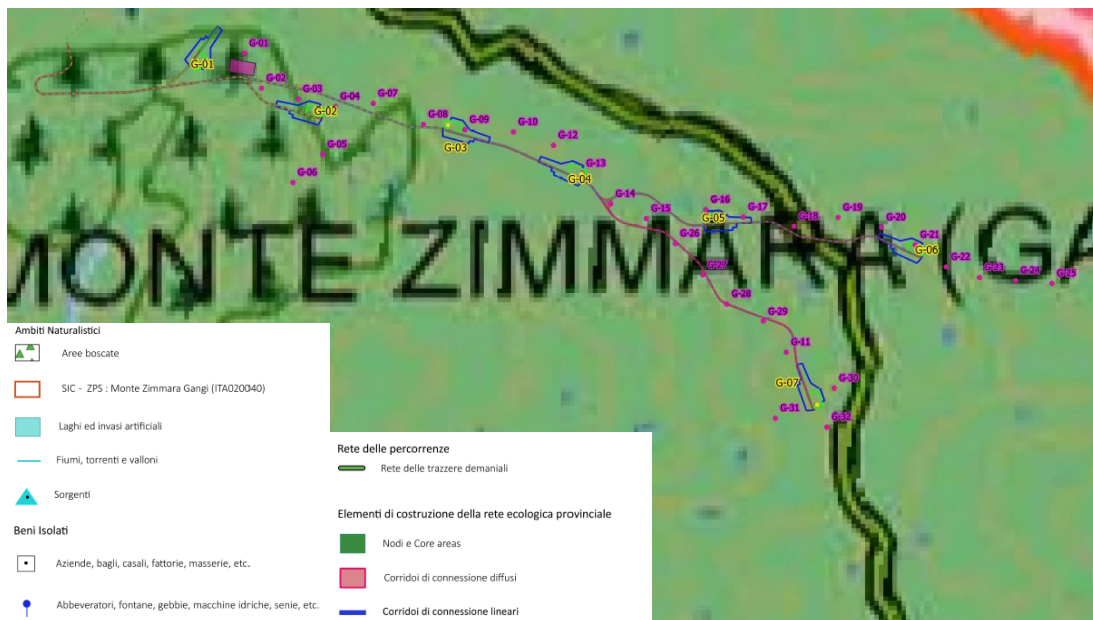 G-01
G-01
G-02
G-03
G-02
G-04
G-07
G-05
G-06
G-08
G-09
G-03
G-10
G-12
G-13
G-04
G-14
G-15
G-16
G-05
G-17
G-18
G-19
G-20
G-21
G-06
G-22
G-23
G-24
G-25
G-26
G-27
G-28
G-29
G-11
G-07
G-30
G-31
G-32
MONTE ZIMMARA (GA
Ambiti Naturalistici
Aree boscate
SIC - ZPS : Monte Zimmara Gangi (ITA020040)
Laghi ed invasi artificiali
Fiumi, torrenti e valloni
Sorgenti
Beni Isolati
Aziende, bagli, casali, fattorie, masserie, etc.
Abbeveratori, fontane, gebbie, macchine idriche, senie, etc.
Rete delle percorrenze
Rete delle trazzere demaniali
Elementi di costruzione della rete ecologica provinciale
Nodi e Core areas
Corridoi di connessione diffusi
Corridoi di connessione lineari